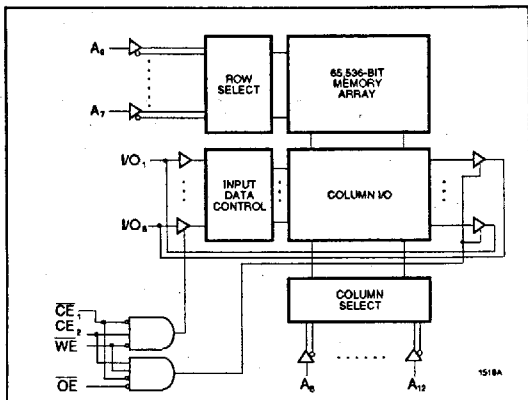 A₀
ROW
SELECT
65,536-BIT
MEMORY
ARRAY
A₇
I/O₁
INPUT
DATA
CONTROL
COLUMN I/O
I/O₈
COLUMN
SELECT
CE₁
CE₂
WE
OE
A₈
A₁₂
1518A